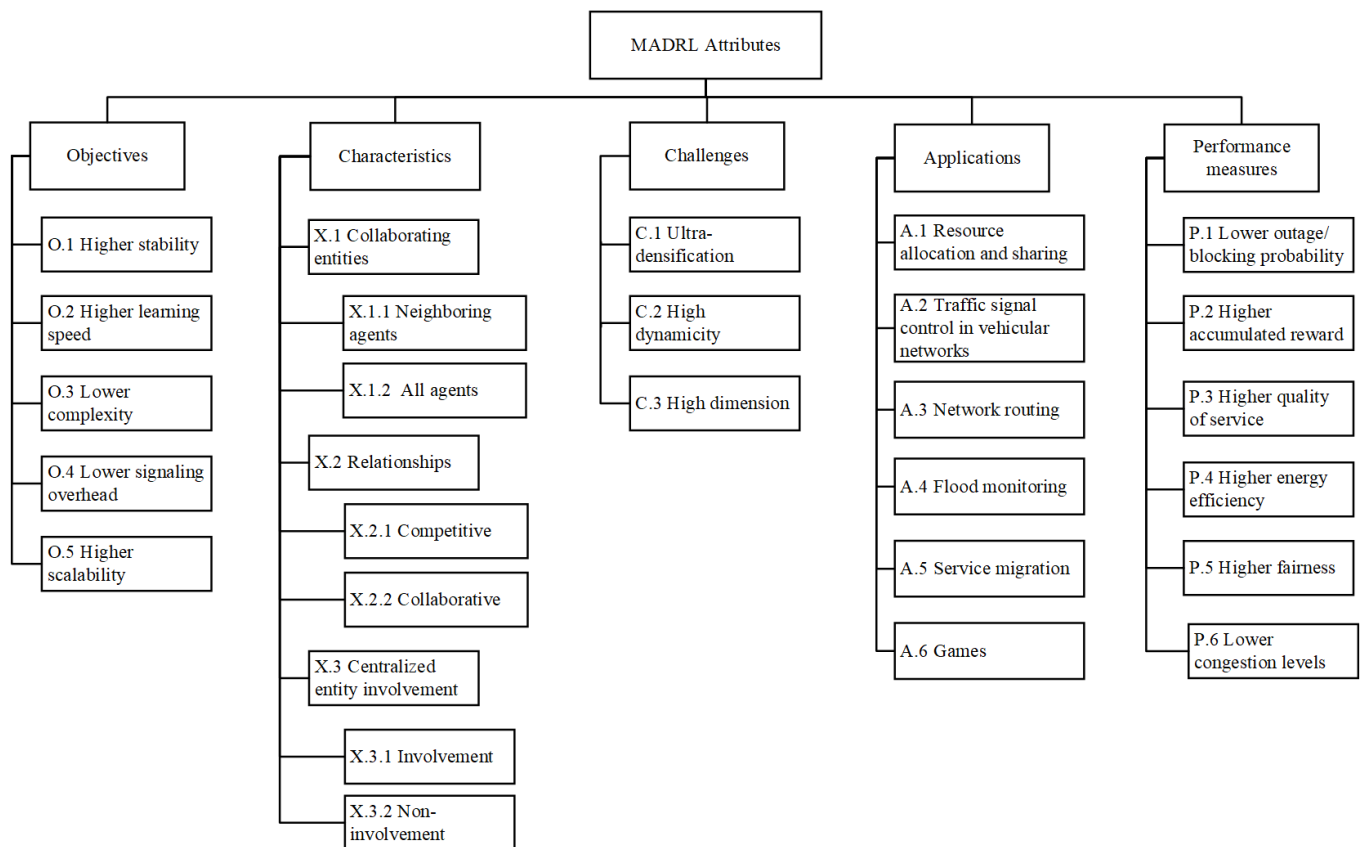 MADRL Attributes
Objectives
O.1 Higher stability
O.2 Higher learning
speed
O.3 Lower
complexity
O.4 Lower signaling
overhead
O.5 Higher
scalability
Characteristics
X.1 Collaborating
entities
X.1.1 Neighboring
agents
X.1.2 All agents
X.2 Relationships
X.2.1 Competitive
X.2.2 Collaborative
X.3 Centralized
entity involvement
X.3.1 Involvement
X.3.2 Non-
involvement
Challenges
C.1 Ultra-
densification
C.2 High
dynamicity
C.3 High dimension
Applications
A.1 Resource
allocation and sharing
A.2 Traffic signal
control in vehicular
networks
A.3 Network routing
A.4 Flood monitoring
A.5 Service migration
A.6 Games
Performance
measures
P.1 Lower outage/
blocking probability
P.2 Higher
accumulated reward
P.3 Higher quality
of service
P.4 Higher energy
efficiency
P.5 Higher fairness
P.6 Lower
congestion levels